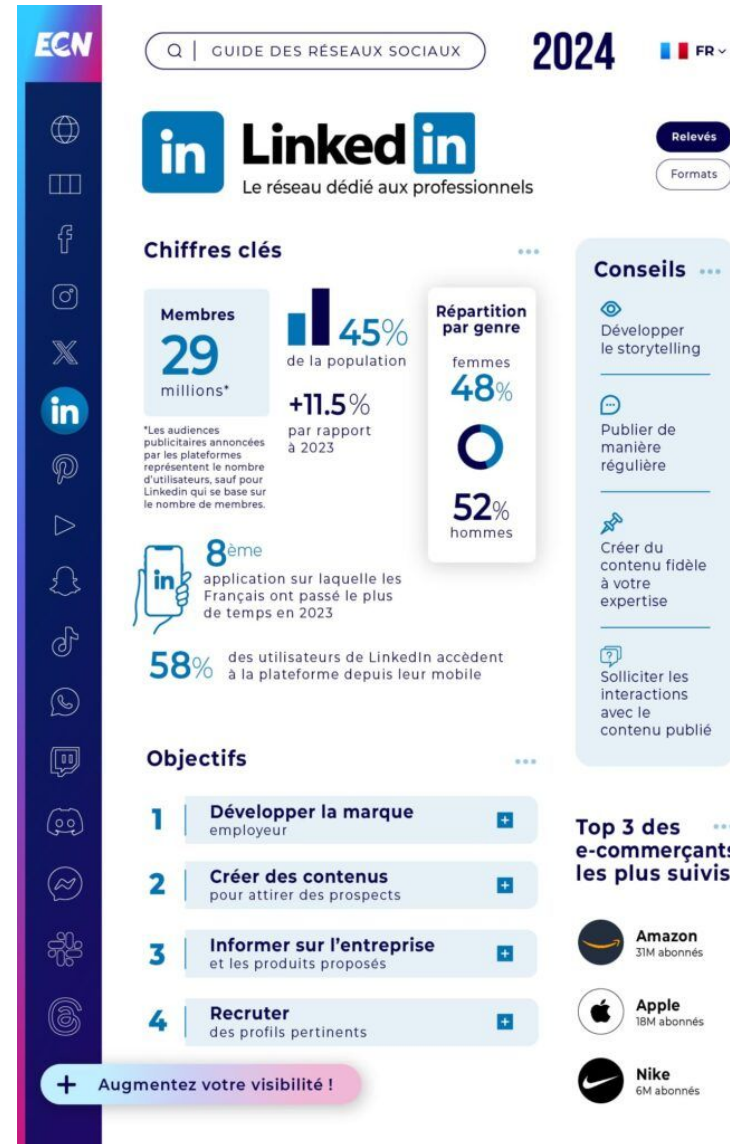 ECN
GUIDE DES RÉSEAUX SOCIAUX
2024
FR
in
Linked in
Le réseau dédié aux professionnels
Relevés
Formats
Chiffres clés
Membres
29
millions*
*Les audiences
publicitaires annoncées
par les plateformes
représentent le nombre
d'utilisateurs, sauf pour
Linkedin qui se base sur
le nombre de membres.
45%
de la population
+11.5%
par rapport
à 2023
Répartition
par genre
femmes
48%
52%
hommes
in
8ème
application sur laquelle les
Français ont passé le plus
de temps en 2023
58% des utilisateurs de LinkedIn accèdent
à la plateforme depuis leur mobile
Conseils
Développer
le storytelling
Publier de
manière
régulière
Créer du
contenu fidèle
à votre
expertise
Solliciter les
interactions
avec le
contenu publié
Objectifs
1 Développer la marque
employeur
2 Créer des contenus
pour attirer des prospects
3 Informer sur l'entreprise
et les produits proposés
4 Recruter
des profils pertinents
Top 3 des
e-commerçants
les plus suivis
Amazon
31M abonnés
Apple
18M abonnés
Nike
6M abonnés
in
+ Augmentez votre visibilité !